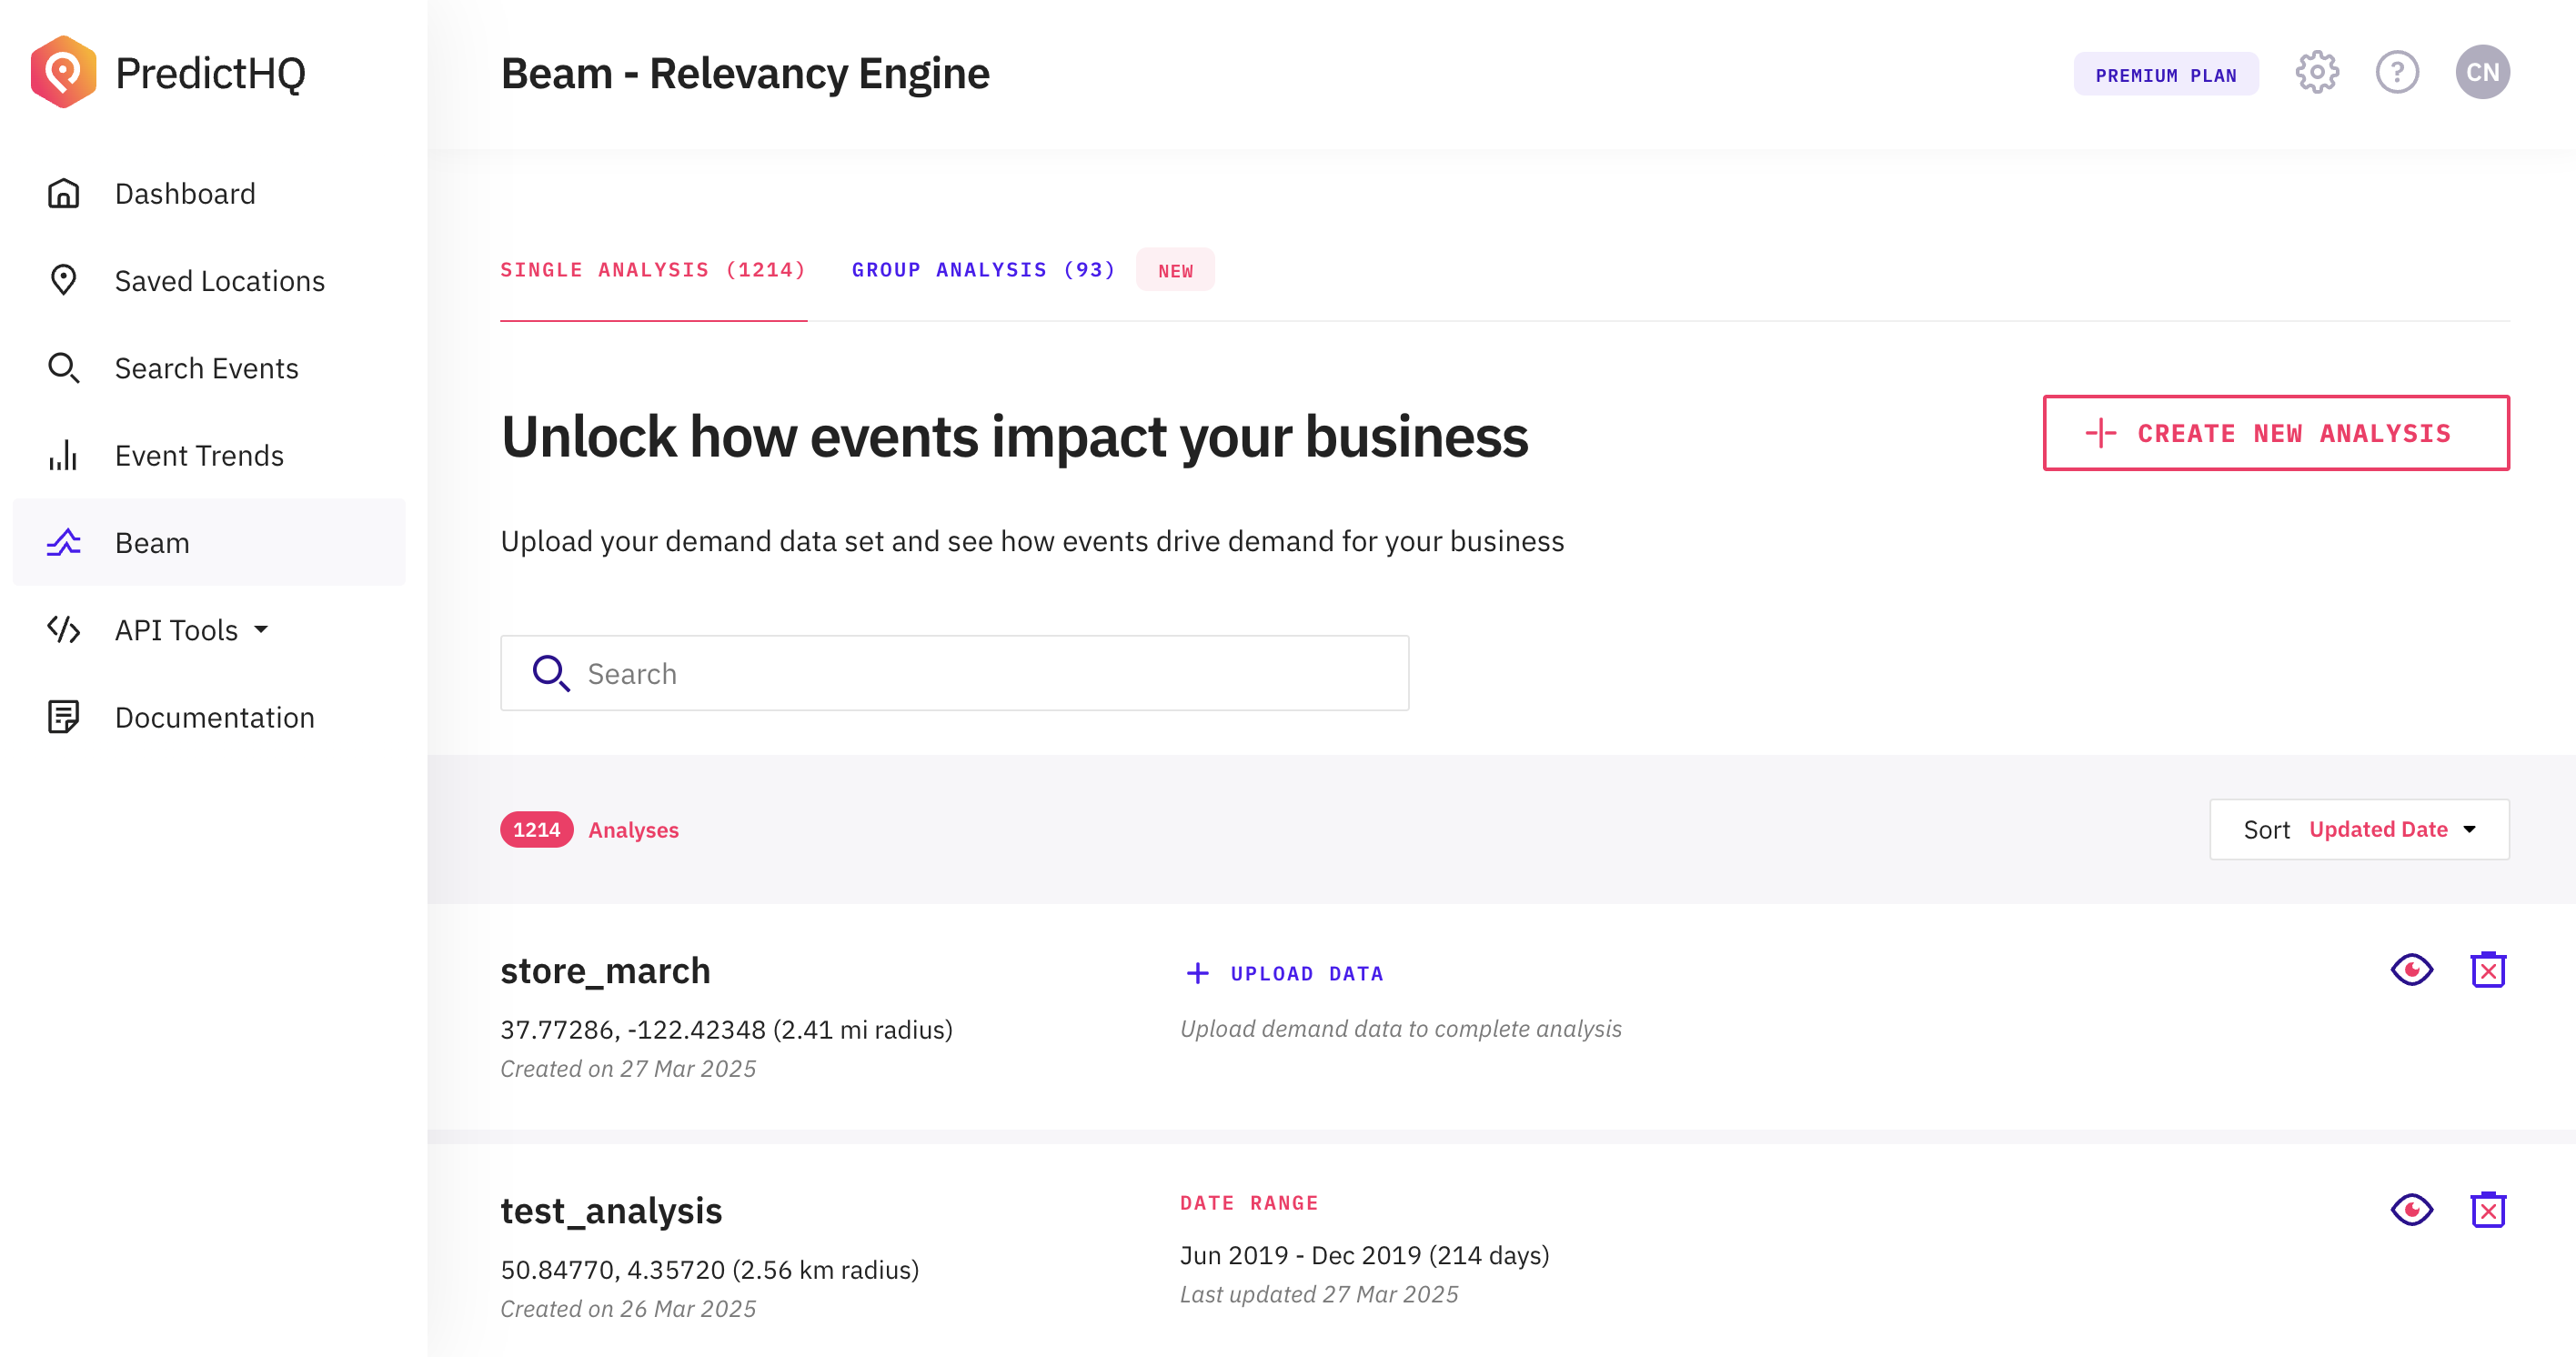 PredictHQ
Beam - Relevancy Engine
PREMIUM PLAN
?
CN
Dashboard
Saved Locations
Search Events
Event Trends
Beam
API Tools
Documentation
SINGLE ANALYSIS (1214)
GROUP ANALYSIS (93)
NEW
Unlock how events impact your business
CREATE NEW ANALYSIS
Upload your demand data set and see how events drive demand for your business
Search
1214 Analyses
Sort Updated Date
store_march
37.77286, -122.42348 (2.41 mi radius)
Created on 27 Mar 2025
UPLOAD DATA
Upload demand data to complete analysis
test_analysis
50.84770, 4.35720 (2.56 km radius)
Created on 26 Mar 2025
DATE RANGE
Jun 2019 - Dec 2019 (214 days)
Last updated 27 Mar 2025